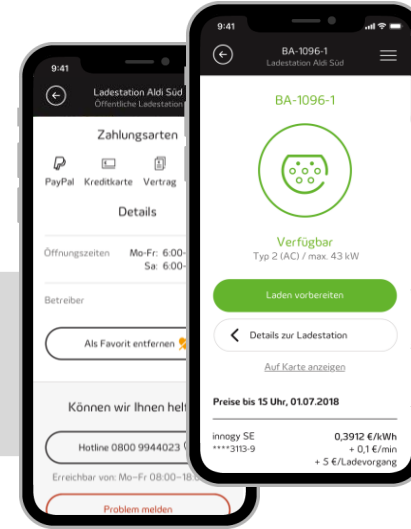 9:41
Ladestation Aldi Süd
Öffentliche Ladestation
Zahlungsarten
PayPal Kreditkarte Vertrag
Details
Öffnungszeiten Mo-Fr: 6:00-
Sa: 6:00-
Betreiber
Als Favorit entfernen
Können wir Ihnen helf
Hotline 0800 9944023
Erreichbar von: Mo-Fr 08:00-18:
Problem melden
9:41
BA-1096-1
Ladestation Aldi Süd
BA-1096-1
Verfügbar
Typ 2 (AC) / max. 43 kW
Laden vorbereiten
Details zur Ladestation
Auf Karte anzeigen
Preise bis 15 Uhr, 01.07.2018
innogy SE 0,3912 €/kWh
****3113-9 + 0,1 €/min
+ 5 €/Ladevorgang